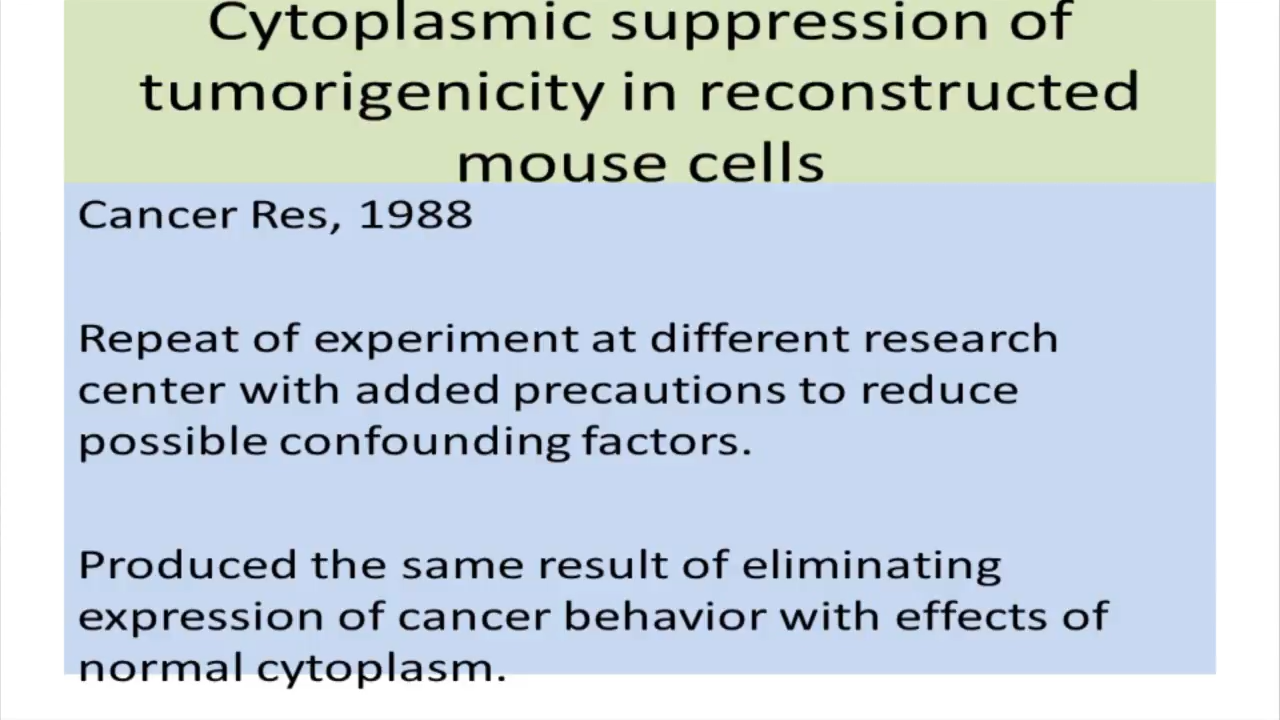 Cytoplasmic suppression of
tumorigenicity in reconstructed
mouse cells
Cancer Res, 1988
Repeat of experiment at different research
center with added precautions to reduce
possible confounding factors.
Produced the same result of eliminating
expression of cancer behavior with effects of
normal cytoplasm.